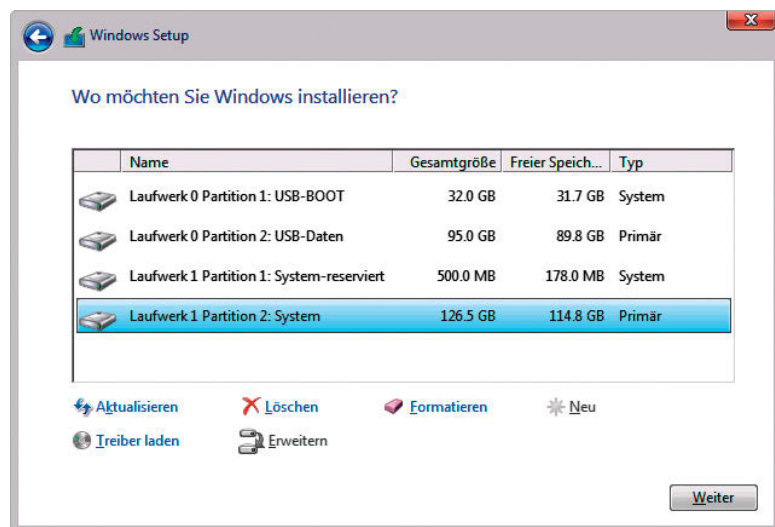 Windows Setup
Wo möchten Sie Windows installieren?
Name Gesamtgröße Freier Speich... Typ
Laufwerk 0 Partition 1: USB-BOOT 32.0 GB 31.7 GB System
Laufwerk 0 Partition 2: USB-Daten 95.0 GB 89.8 GB Primär
Laufwerk 1 Partition 1: System-reserviert 500.0 MB 178.0 MB System
Laufwerk 1 Partition 2: System 126.5 GB 114.8 GB Primär
Aktualisieren Löschen Formatieren Neu
Treiber laden Erweitern
Weiter